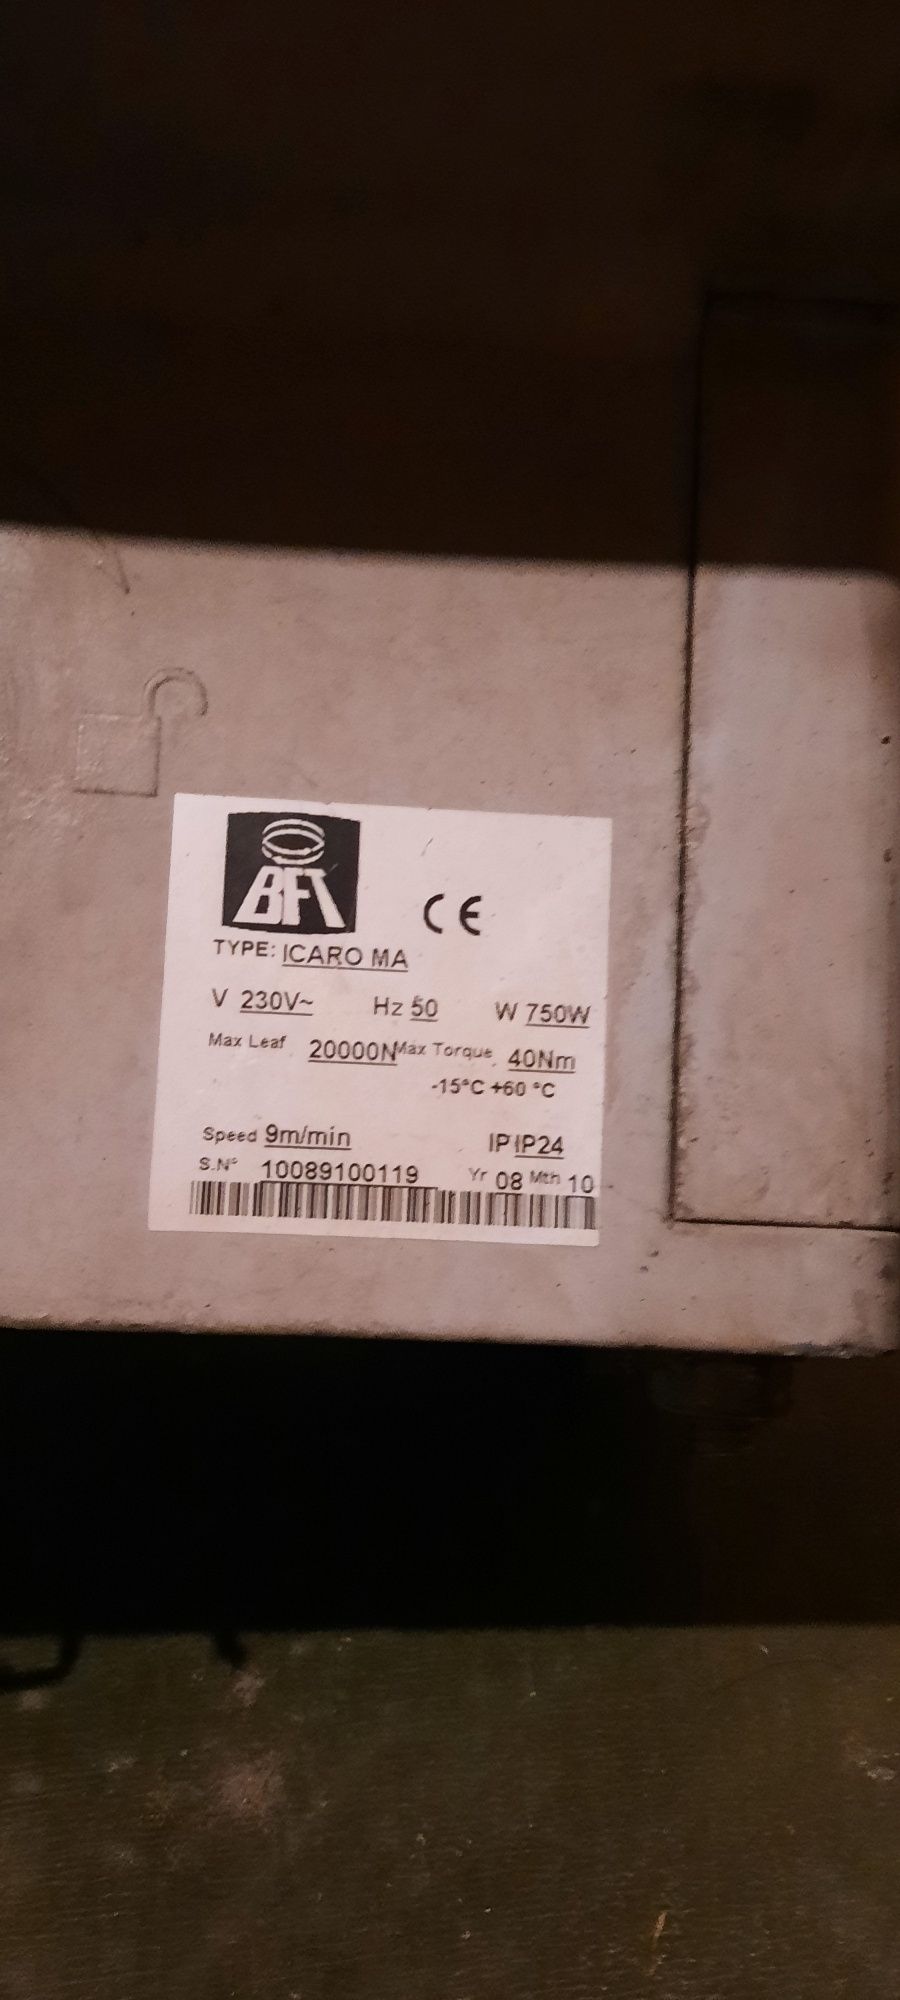 BFT
CE
TYPE: ICARO MA
V 230V~ Hz 50 W 750W
Max Leaf 20000N Max Torque 40Nm
-15°C +60 °C
Speed 9m/min IP IP24
S.N° 10089100119 Yr 08 Mth 10